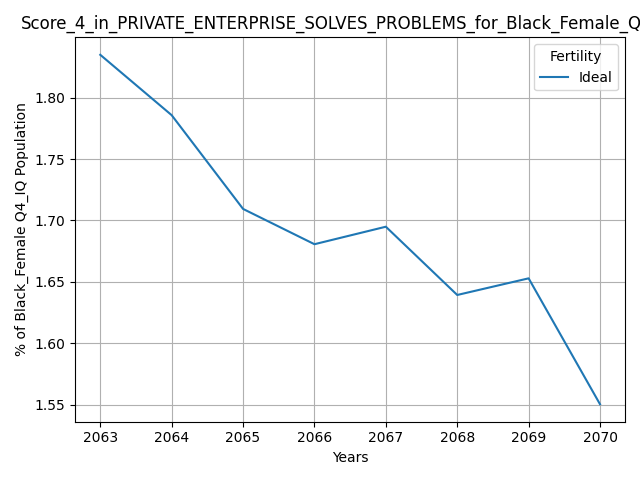 Score_4_in_PRIVATE_ENTERPRISE_SOLVES_PROBLEMS_for_Black_Female_Q
Fertility
Ideal
% of Black_Female Q4_IQ Population
1.80
1.75
1.70
1.65
1.60
1.55
2063 2064 2065 2066 2067 2068 2069 2070
Years